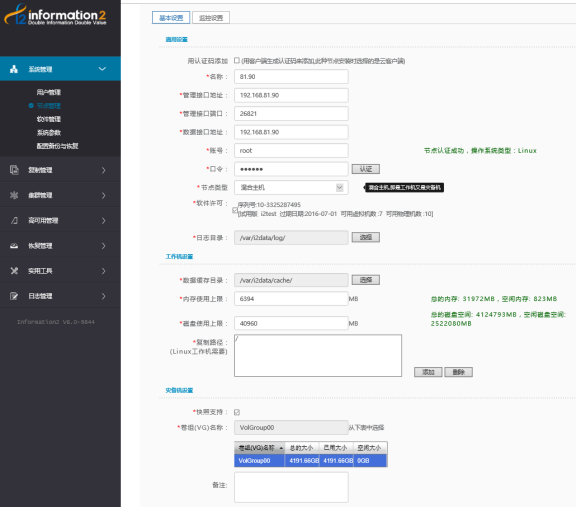 information2
Double Information Double Value
系统管理
用户管理
节点管理
软件管理
系统参数
配置备份与恢复
复制管理
集群管理
高可用管理
恢复管理
实用工具
日志管理
Information2 V6.0-9844
基本设置 监控设置
通用设置
用认证码添加 (用客户端生成认证码来添加,此种节点安装时选择的是云客户端)
*名称: 81.90
*管理接口地址: 192.168.81.90
*管理接口端口: 26821
*数据接口地址: 192.168.81.90
*账号: root 节点认证成功,操作系统类型:Linux
*口令: ●●●●●● 认证
*节点类型 混合主机 混合主机,即是工作机又是灾备机
*软件许可: 序列号:10-3325287495
[试用版 i2test 过期日期:2016-07-01 可用虚拟机数:7 可用物理机数:10]
*日志目录: /var/i2data/log/ 选择
工作机设置
*数据缓存目录: /var/i2data/cache/ 选择
*内存使用上限: 6394 MB 总的内存: 31972MB,空闲内存: 823MB
*磁盘使用上限: 40960 MB 总的磁盘空间: 4124793MB,空闲磁盘空间: 2522080MB
*复制路径:
(Linux工作机需要)
/
添加 删除
灾备机设置
*快照支持:
*卷组(VG)名称: VolGroup00 从下表中选择
卷组(VG)名称 总的大小 已用大小 空闲大小
VolGroup00 4191.66GB 4191.66GB 0GB
备注: